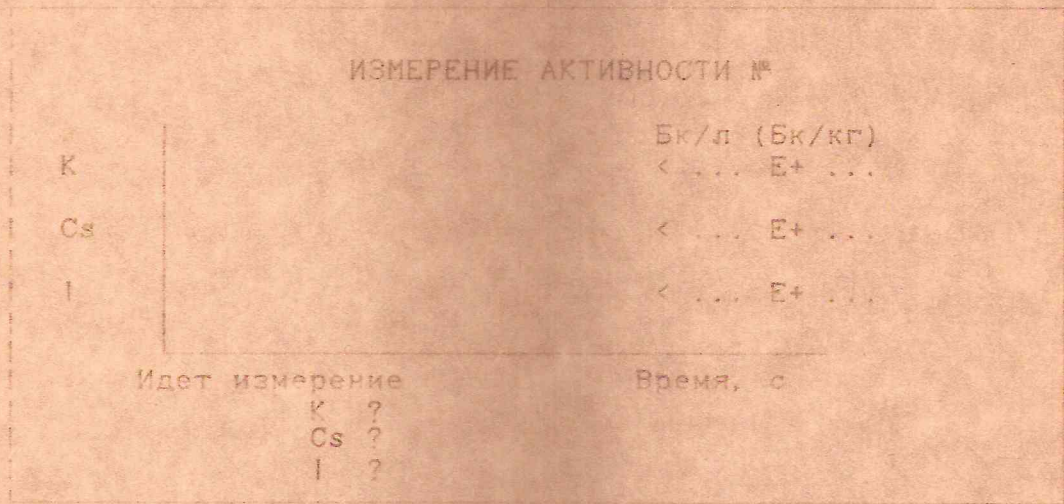 ИЗМЕРЕНИЕ АКТИВНОСТИ №
Бк/л (Бк/кг)
K < ... E+ ...
Cs < ... E+ ...
I < ... E+ ...
Идет измерение Время, с
K ?
Cs ?
I ?